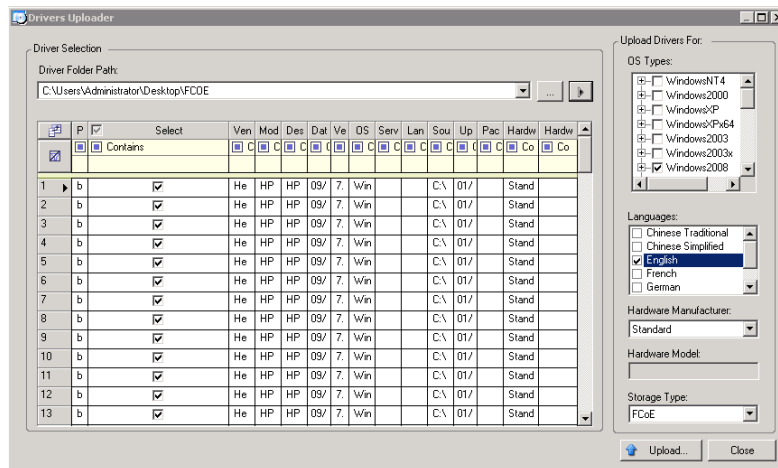 Drivers Uploader
Driver Selection
Driver Folder Path:
C:\Users\Administrator\Desktop\FCOE
...
P Select Ven Mod Des Dat Ve OS Serv Lan Sou Up Pac Hardw Hardw
Contains C C C ( C C C C C ( C Co Co
1 b He HP HP 09/ 7. Win C:\ 01/ Stand
2 b He HP HP 09/ 7. Win C:\ 01/ Stand
3 b He HP HP 09/ 7. Win C:\ 01/ Stand
4 b He HP HP 09/ 7. Win C:\ 01/ Stand
5 b He HP HP 09/ 7. Win C:\ 01/ Stand
6 b He HP HP 09/ 7. Win C:\ 01/ Stand
7 b He HP HP 09/ 7. Win C:\ 01/ Stand
8 b He HP HP 09/ 7. Win C:\ 01/ Stand
9 b He HP HP 09/ 7. Win C:\ 01/ Stand
10 b He HP HP 09/ 7. Win C:\ 01/ Stand
11 b He HP HP 09/ 7. Win C:\ 01/ Stand
12 b He HP HP 09/ 7. Win C:\ 01/ Stand
13 b He HP HP 09/ 7. Win C:\ 01/ Stand
Upload Drivers For:
OS Types:
WindowsNT4
Windows2000
WindowsXP
WindowsXPx64
Windows2003
Windows2003x
Windows2008
Languages:
Chinese Traditional
Chinese Simplified
English
French
German
Hardware Manufacturer:
Standard
Hardware Model:
Storage Type:
FCoE
Upload...
Close